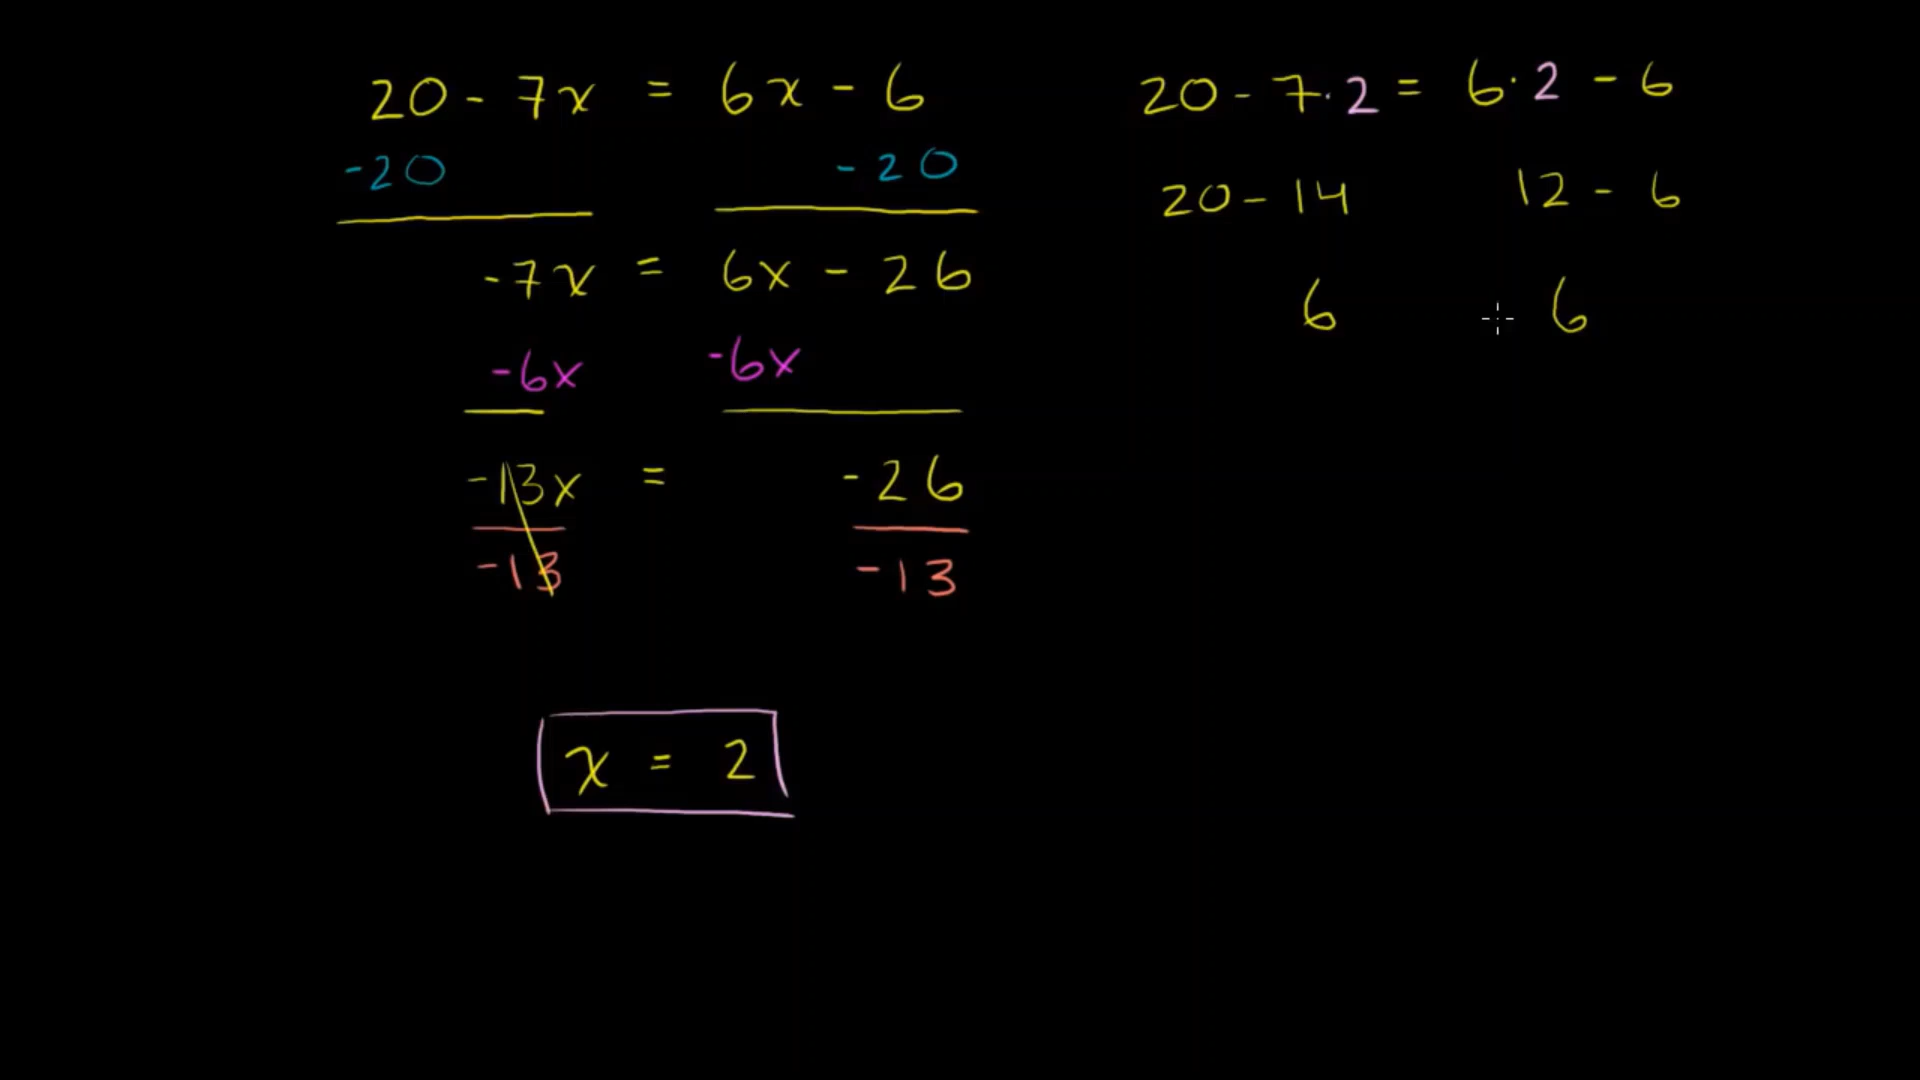 20 - 7x = 6x - 6
-20 -20
-7x = 6x - 26
-6x -6x
-13x = -26
-13 -13
x = 2
20 - 7·2 = 6·2 - 6
20 - 14 12 - 6
6 6